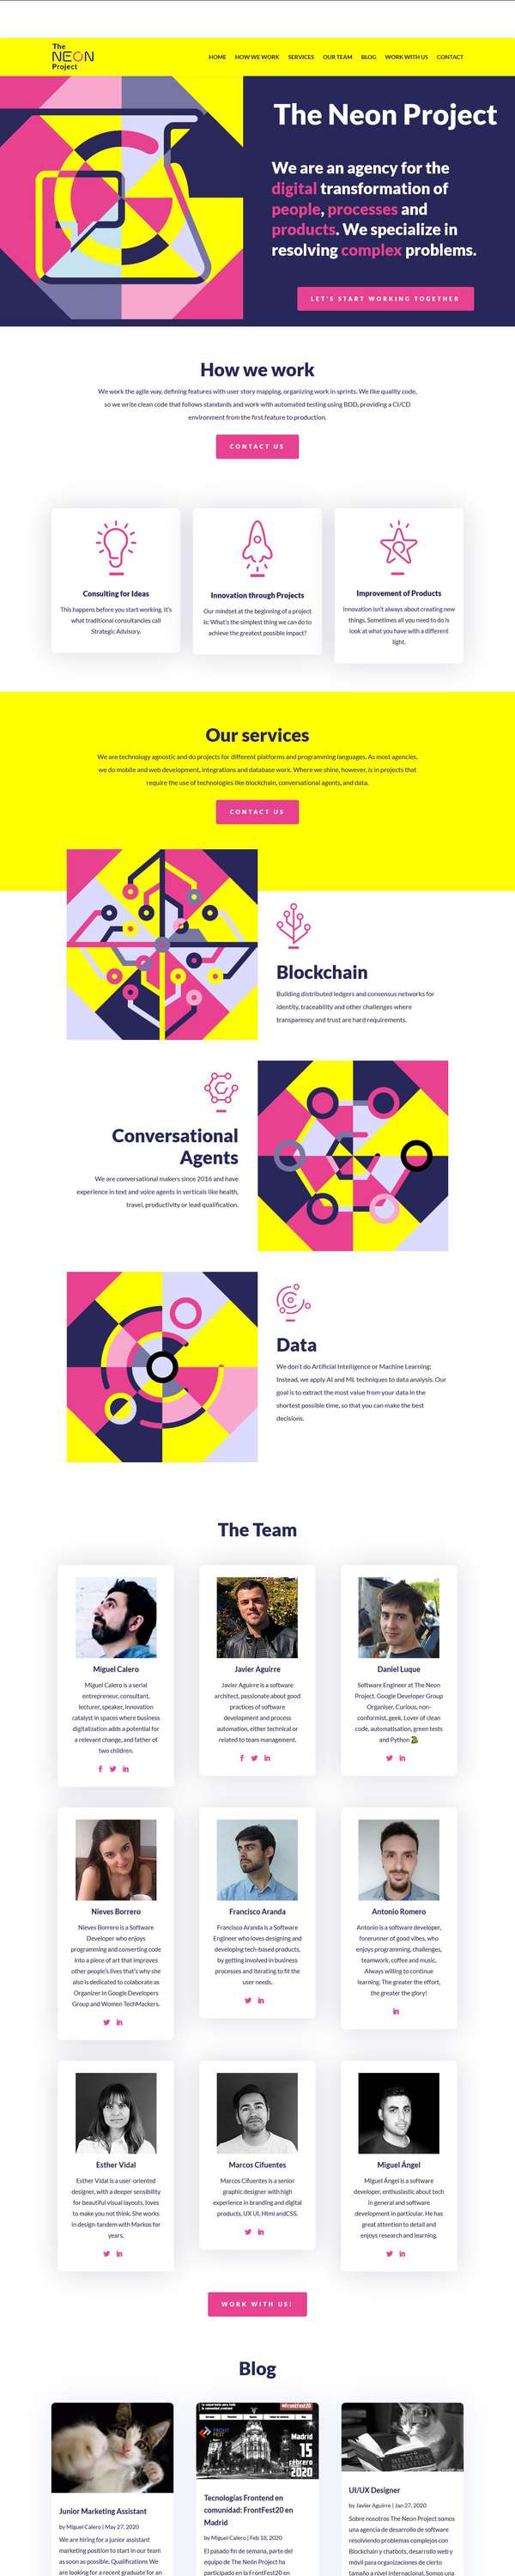 The
NEON
Project
HOME HOW WE WORK SERVICES OUR TEAM BLOG WORK WITH US CONTACT
The Neon Project
We are an agency for the
digital transformation of
people, processes and
products. We specialize in
resolving complex problems.
LET'S START WORKING TOGETHER
How we work
We work the agile way, defining features with user story mapping, organizing work in sprints. We like quality code,
so we write clean code that follows standards and work with automated testing using BDD, providing a CI/CD
environment from the first feature to production.
CONTACT US
Consulting for Ideas
This happens before you start working. It's
what traditional consultancies call
Strategic Advisory.
Innovation through Projects
Our mindset at the beginning of a project
is: What's the simplest thing we can do to
achieve the greatest possible impact?
Improvement of Products
Innovation isn't always about creating new
things. Sometimes all you need to do is
look at what you have with a different
light.
Our services
We are technology agnostic and do projects for different platforms and programming languages. As most agencies,
we do mobile and web development, integrations and database work. Where we shine, however, is in projects that
require the use of technologies like blockchain, conversational agents, and data.
CONTACT US
Blockchain
Building distributed ledgers and consensus networks for
identity, traceability and other challenges where
transparency and trust are hard requirements.
Conversational
Agents
We are conversational makers since 2016 and have
experience in text and voice agents in verticals like health,
travel, productivity or lead qualification.
Data
We don't do Artificial Intelligence or Machine Learning:
Instead, we apply AI and ML techniques to data analysis. Our
goal is to extract the most value from your data in the
shortest possible time, so that you can make the best
decisions.
The Team
Miguel Calero
Miguel Calero is a serial
entrepreneur, consultant,
lecturer, speaker, innovation
catalyst in spaces where business
digitalization adds a potential for
a relevant change, and father of
two children.
Javier Aguirre
Javier Aguirre is a software
architect, passionate about good
practices of software
development and process
automation, either technical or
related to team management.
Daniel Luque
Software Engineer at The Neon
Project. Google Developer Group
Organiser. Curious, non-
conformist, geek. Lover of clean
code, automatisation, green tests
and Python
Nieves Borrero
Nieves Borrero is a Software
Developer who enjoys
programming and converting code
into a piece of art that improves
other people's lives that's why she
also is dedicated to colaborate as
Organizer in Google Developers
Group and Women TechMackers.
Francisco Aranda
Francisco Aranda is a Software
Engineer who loves designing and
developing tech-based products,
by getting involved in business
processes and iterating to fit the
user needs.
Antonio Romero
Antonio is a software developer,
forerunner of good vibes, who
enjoys programming, challenges,
teamwork, coffee and music.
Always willing to continue
learning. The greater the effort,
the greater the glory!
Esther Vidal
Esther Vidal is a user-oriented
designer, with a deeper sensibility
for beautiful visual layouts, loves
to make you not think. She works
in design-tandem with Markos for
years.
Marcos Cifuentes
Marcos Cifuentes is a senior
graphic designer with high
experience in branding and digital
products, UX UI, Html andCSS.
Miguel Ángel
Miguel Ángel is a software
developer, enthusiastic about tech
in general and software
development in particular. He has
great attention to detail and
enjoys research and learning.
WORK WITH US!
Blog
Junior Marketing Assistant
by Miguel Calero | May 27, 2020
We are hiring for a junior assistant
marketing position to start in our team
as soon as possible. Qualifications We
are looking for a recent graduate for an
#FrontFest20
FRONT
FEST
Madrid
15
FEBRERO
2020
Tecnologías Frontend en
comunidad: FrontFest20 en
Madrid
by Miguel Calero | Feb 18, 2020
El pasado fin de semana, parte del
equipo de The Neón Project ha
participado en la FrontFest20 en
UI/UX Designer
by Javier Aguirre | Jan 27, 2020
Sobre nosotros The Neon Project somos
una agencia de desarrollo de software
resolviendo problemas complejos con
Blockchain y chatbots, desarrollo web y
móvil para organizaciones de cierto
tamaño a nivel internacional. Somos una